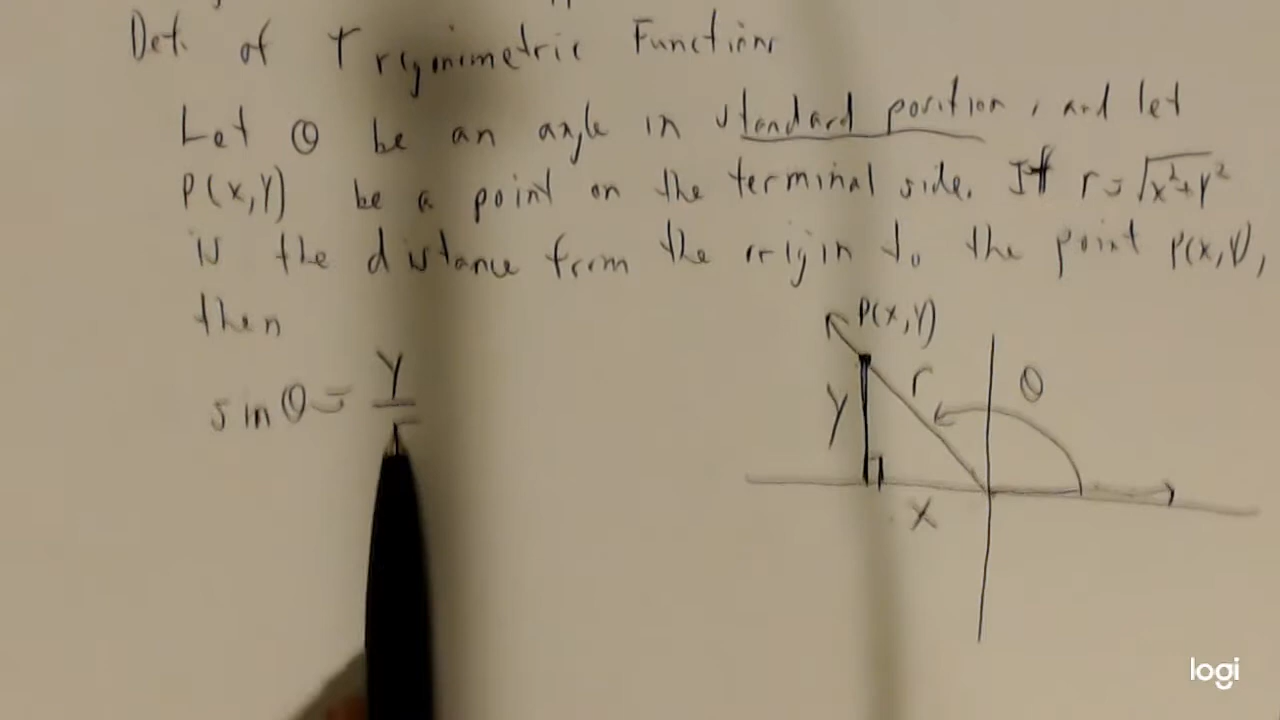 Def. of Trigonimetric Functions
Let θ be an angle in standard position, and let
P(x,y) be a point on the terminal side. If r = √x²+y²
is the distance from the origin to the point P(x,y),
then
P(x,y)
sin θ = y/r
y
r
θ
x
logi